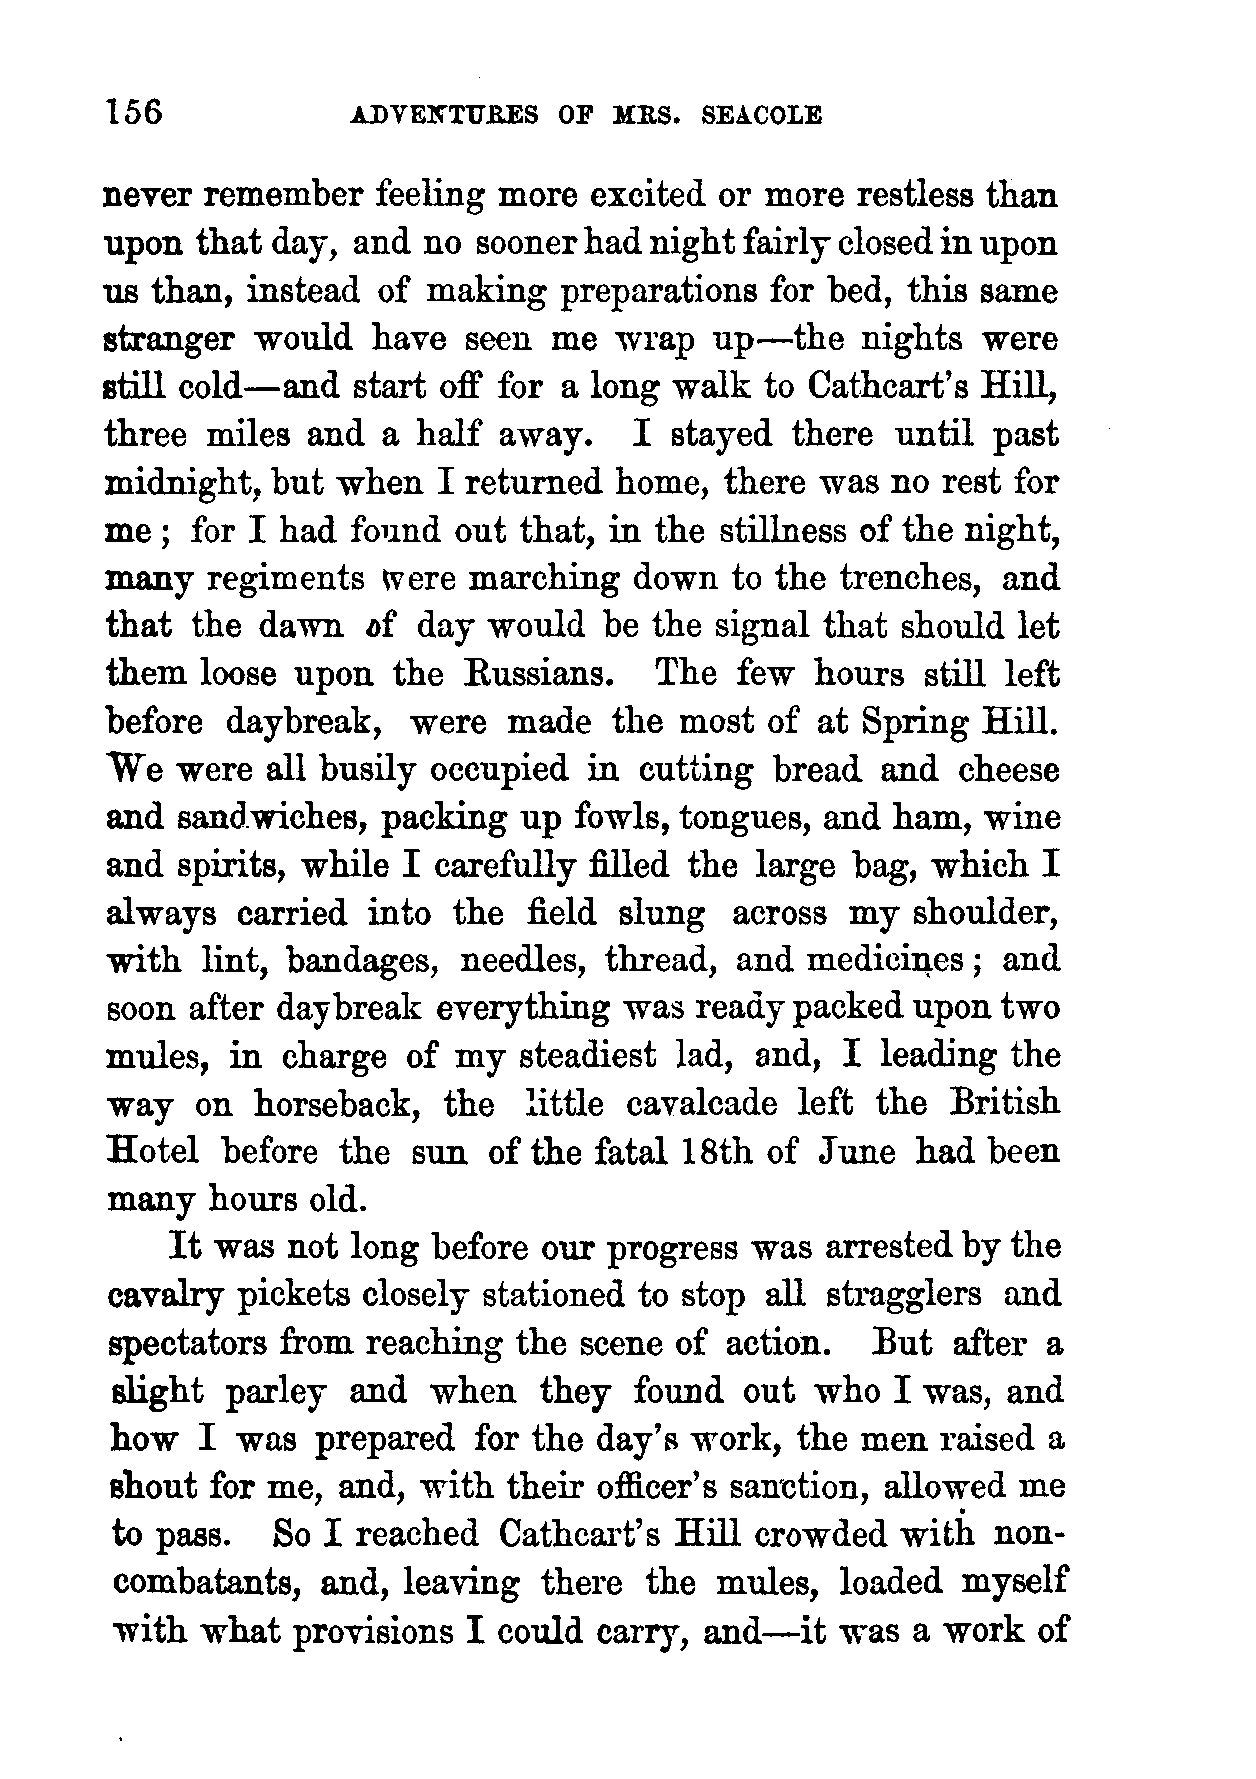 156 ADVENTURES OF MRS. SEACOLE
never remember feeling more excited or more restless than
upon that day, and no sooner had night fairly closed in upon
us than, instead of making preparations for bed, this same
stranger would have seen me wrap up—the nights were
still cold—and start off for a long walk to Cathcart's Hill,
three miles and a half away. I stayed there until past
midnight, but when I returned home, there was no rest for
me; for I had found out that, in the stillness of the night,
many regiments were marching down to the trenches, and
that the dawn of day would be the signal that should let
them loose upon the Russians. The few hours still left
before daybreak, were made the most of at Spring Hill.
We were all busily occupied in cutting bread and cheese
and sandwiches, packing up fowls, tongues, and ham, wine
and spirits, while I carefully filled the large bag, which I
always carried into the field slung across my shoulder,
with lint, bandages, needles, thread, and medicines; and
soon after daybreak everything was ready packed upon two
mules, in charge of my steadiest lad, and, I leading the
way on horseback, the little cavalcade left the British
Hotel before the sun of the fatal 18th of June had been
many hours old.
It was not long before our progress was arrested by the
cavalry pickets closely stationed to stop all stragglers and
spectators from reaching the scene of action. But after a
slight parley and when they found out who I was, and
how I was prepared for the day's work, the men raised a
shout for me, and, with their officer's sanction, allowed me
to pass. So I reached Cathcart's Hill crowded with non-
combatants, and, leaving there the mules, loaded myself
with what provisions I could carry, and—it was a work of